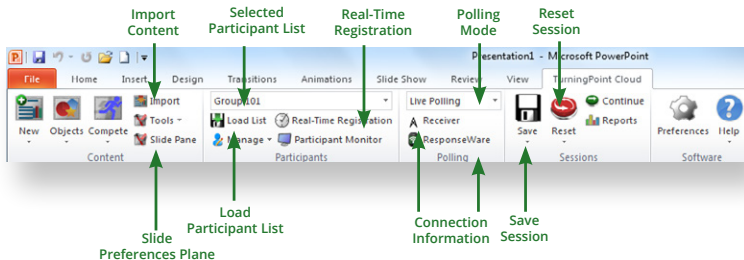 Import
Content
Selected
Participant List
Real-Time
Registration
Polling
Mode
Reset
Session
Presentation1 - Microsoft PowerPoint
File Home Insert Design Transitions Animations Slide Show Review View TurningPoint Cloud
New
Objects
Compete
Import
Tools
Slide Pane
Content
Group 101
Load List
Real-Time Registration
Manage
Participant Monitor
Participants
Live Polling
Receiver
ResponseWare
Polling
Save
Reset
Continue
Reports
Sessions
Preferences
Help
Software
Slide
Preferences Plane
Load
Participant List
Connection
Information
Save
Session